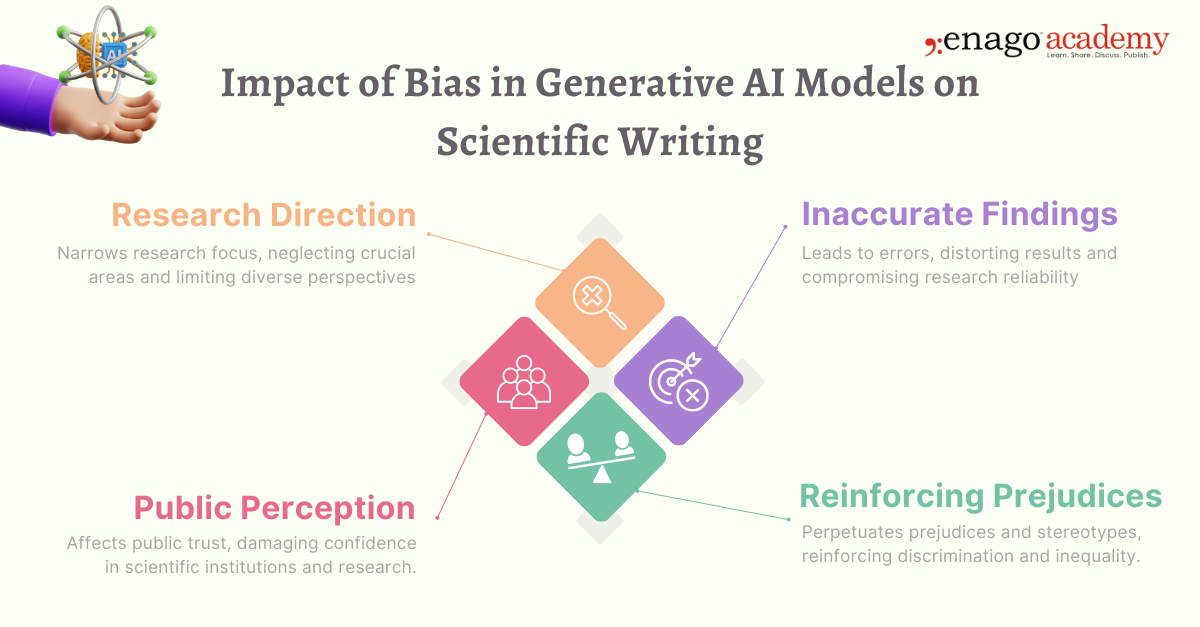 AI
enago academy
Learn. Share. Discuss. Publish.
Impact of Bias in Generative AI Models on
Scientific Writing
Research Direction
Narrows research focus, neglecting crucial
areas and limiting diverse perspectives
Inaccurate Findings
Leads to errors, distorting results and
compromising research reliability
Public Perception
Affects public trust, damaging confidence
in scientific institutions and research.
Reinforcing Prejudices
Perpetuates prejudices and stereotypes,
reinforcing discrimination and inequality.